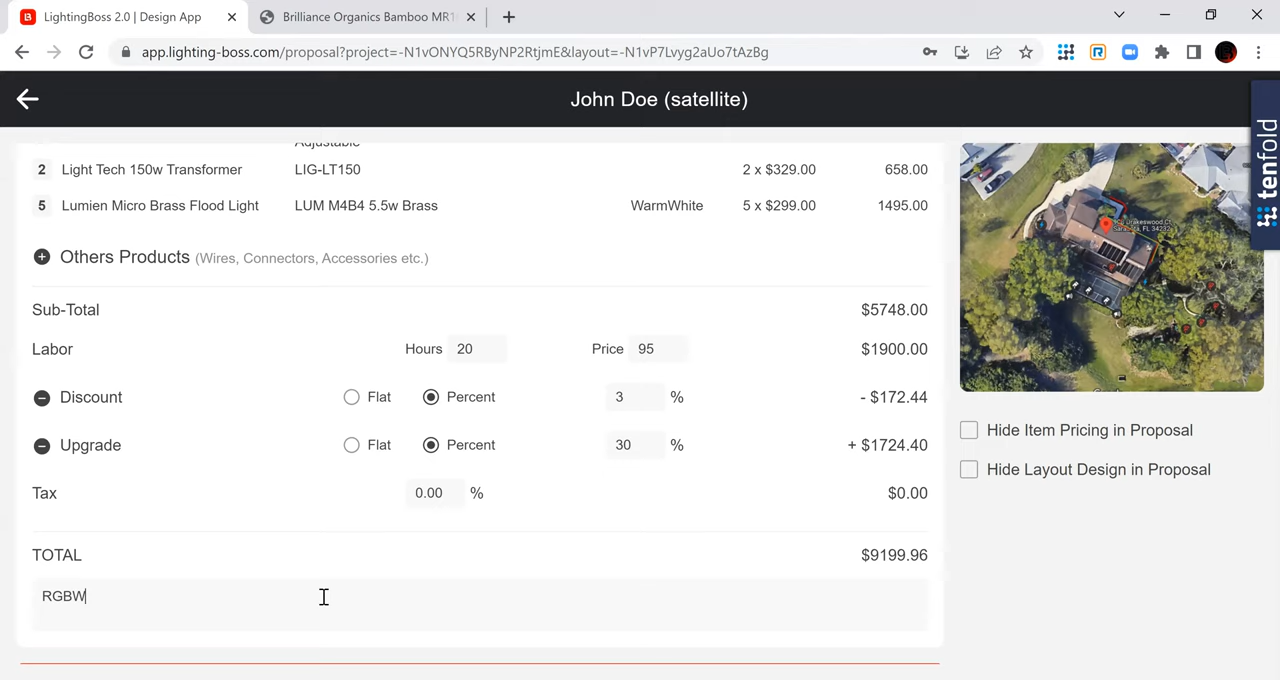 LightingBoss 2.0 | Design App
Brilliance Organics Bamboo MR1
app.lighting-boss.com/proposal?project=-N1vONYQ5RByNP2RtjmE&layout=-N1vP7Lvyg2aUo7tAzBg
John Doe (satellite)
tenfold
Adjustable
2 Light Tech 150w Transformer LIG-LT150 2 x $329.00 658.00
5 Lumien Micro Brass Flood Light LUM M4B4 5.5w Brass WarmWhite 5 x $299.00 1495.00
Others Products (Wires, Connectors, Accessories etc.)
Sub-Total $5748.00
Labor Hours 20 Price 95 $1900.00
Discount Flat Percent 3 % - $172.44
Upgrade Flat Percent 30 % + $1724.40
Tax 0.00 % $0.00
TOTAL $9199.96
RGBW
Sarasota, FL 34232
Hide Item Pricing in Proposal
Hide Layout Design in Proposal